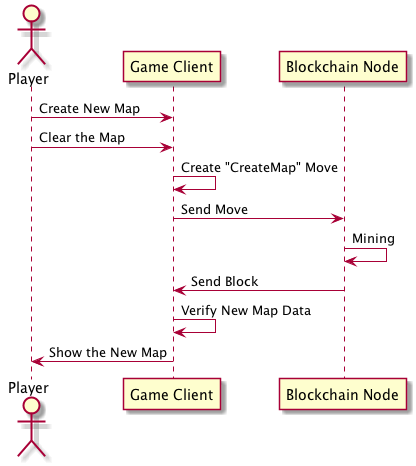 Player
Game Client
Blockchain Node
Create New Map
Clear the Map
Create "CreateMap" Move
Send Move
Mining
Send Block
Verify New Map Data
Show the New Map
Player
Game Client
Blockchain Node